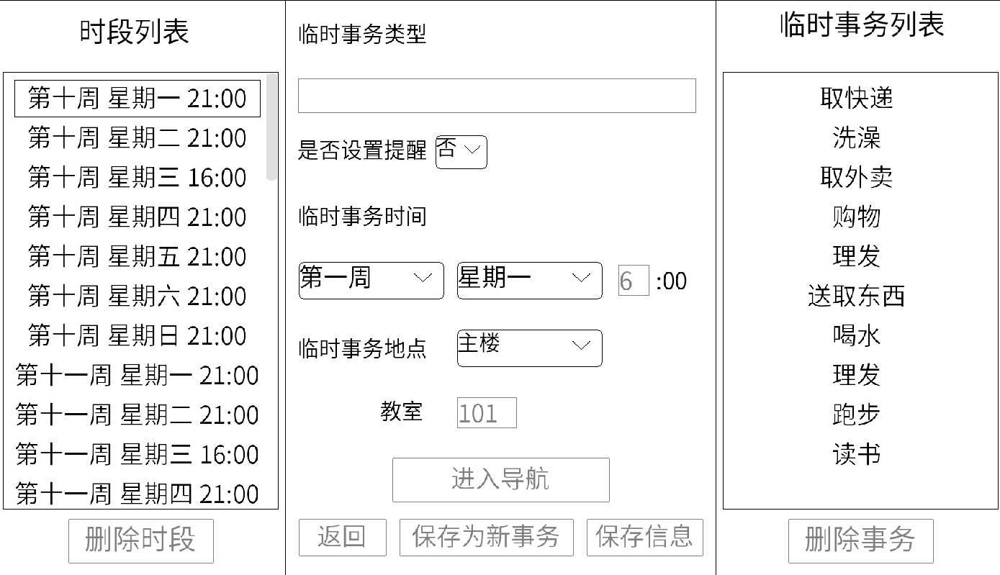 时段列表
第十周 星期一 21:00
第十周 星期二 21:00
第十周 星期三 16:00
第十周 星期四 21:00
第十周 星期五 21:00
第十周 星期六 21:00
第十周 星期日 21:00
第十一周 星期一 21:00
第十一周 星期二 21:00
第十一周 星期三 16:00
第十一周 星期四 21:00
删除时段
临时事务类型
是否设置提醒 否
临时事务时间
第一周 星期一 6 :00
临时事务地点 主楼
教室 101
进入导航
返回 保存为新事务 保存信息
临时事务列表
取快递
洗澡
取外卖
购物
理发
送取东西
喝水
理发
跑步
读书
删除事务